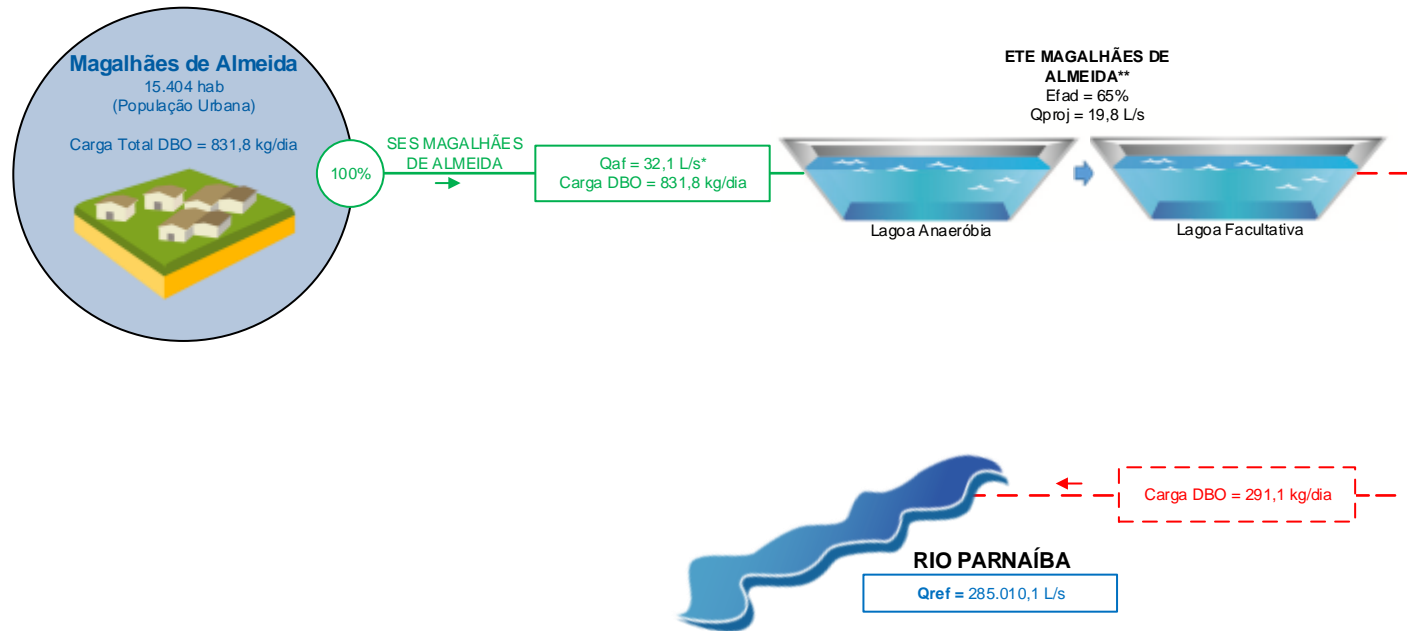 Magalhães de Almeida
15.404 hab
(População Urbana)
Carga Total DBO = 831,8 kg/dia
100%
SES MAGALHÃES
DE ALMEIDA
Qaf = 32,1 L/s*
Carga DBO = 831,8 kg/dia
ETE MAGALHÃES DE
ALMEIDA**
Efad = 65%
Qproj = 19,8 L/s
Lagoa Anaeróbia
Lagoa Facultativa
Carga DBO = 291,1 kg/dia
RIO PARNAÍBA
Qref = 285.010,1 L/s